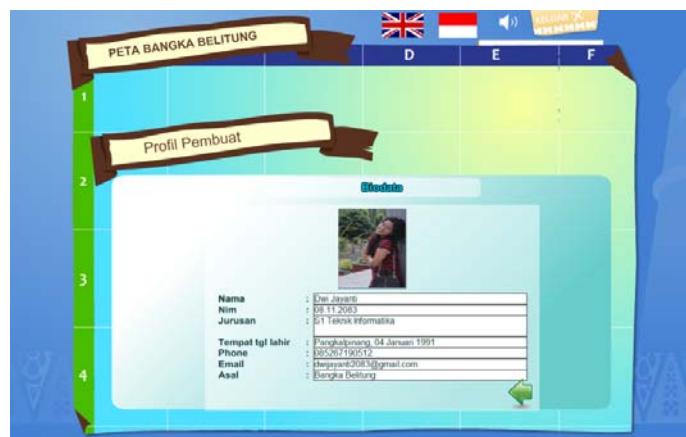 KELUAR
PETA BANGKA BELITUNG
D E F
1
Profil Pembuat
2
Biodata
3
Nama : Dwi Jayanti
Nim : 08.11.2083
Jurusan : S1 Teknik Informatika
Tempat tgl lahir : Pangkalpinang, 04 Januari 1991
Phone : 085267190512
Email : dwijayanti2083@gmail.com
Asal : Bangka Belitung
4